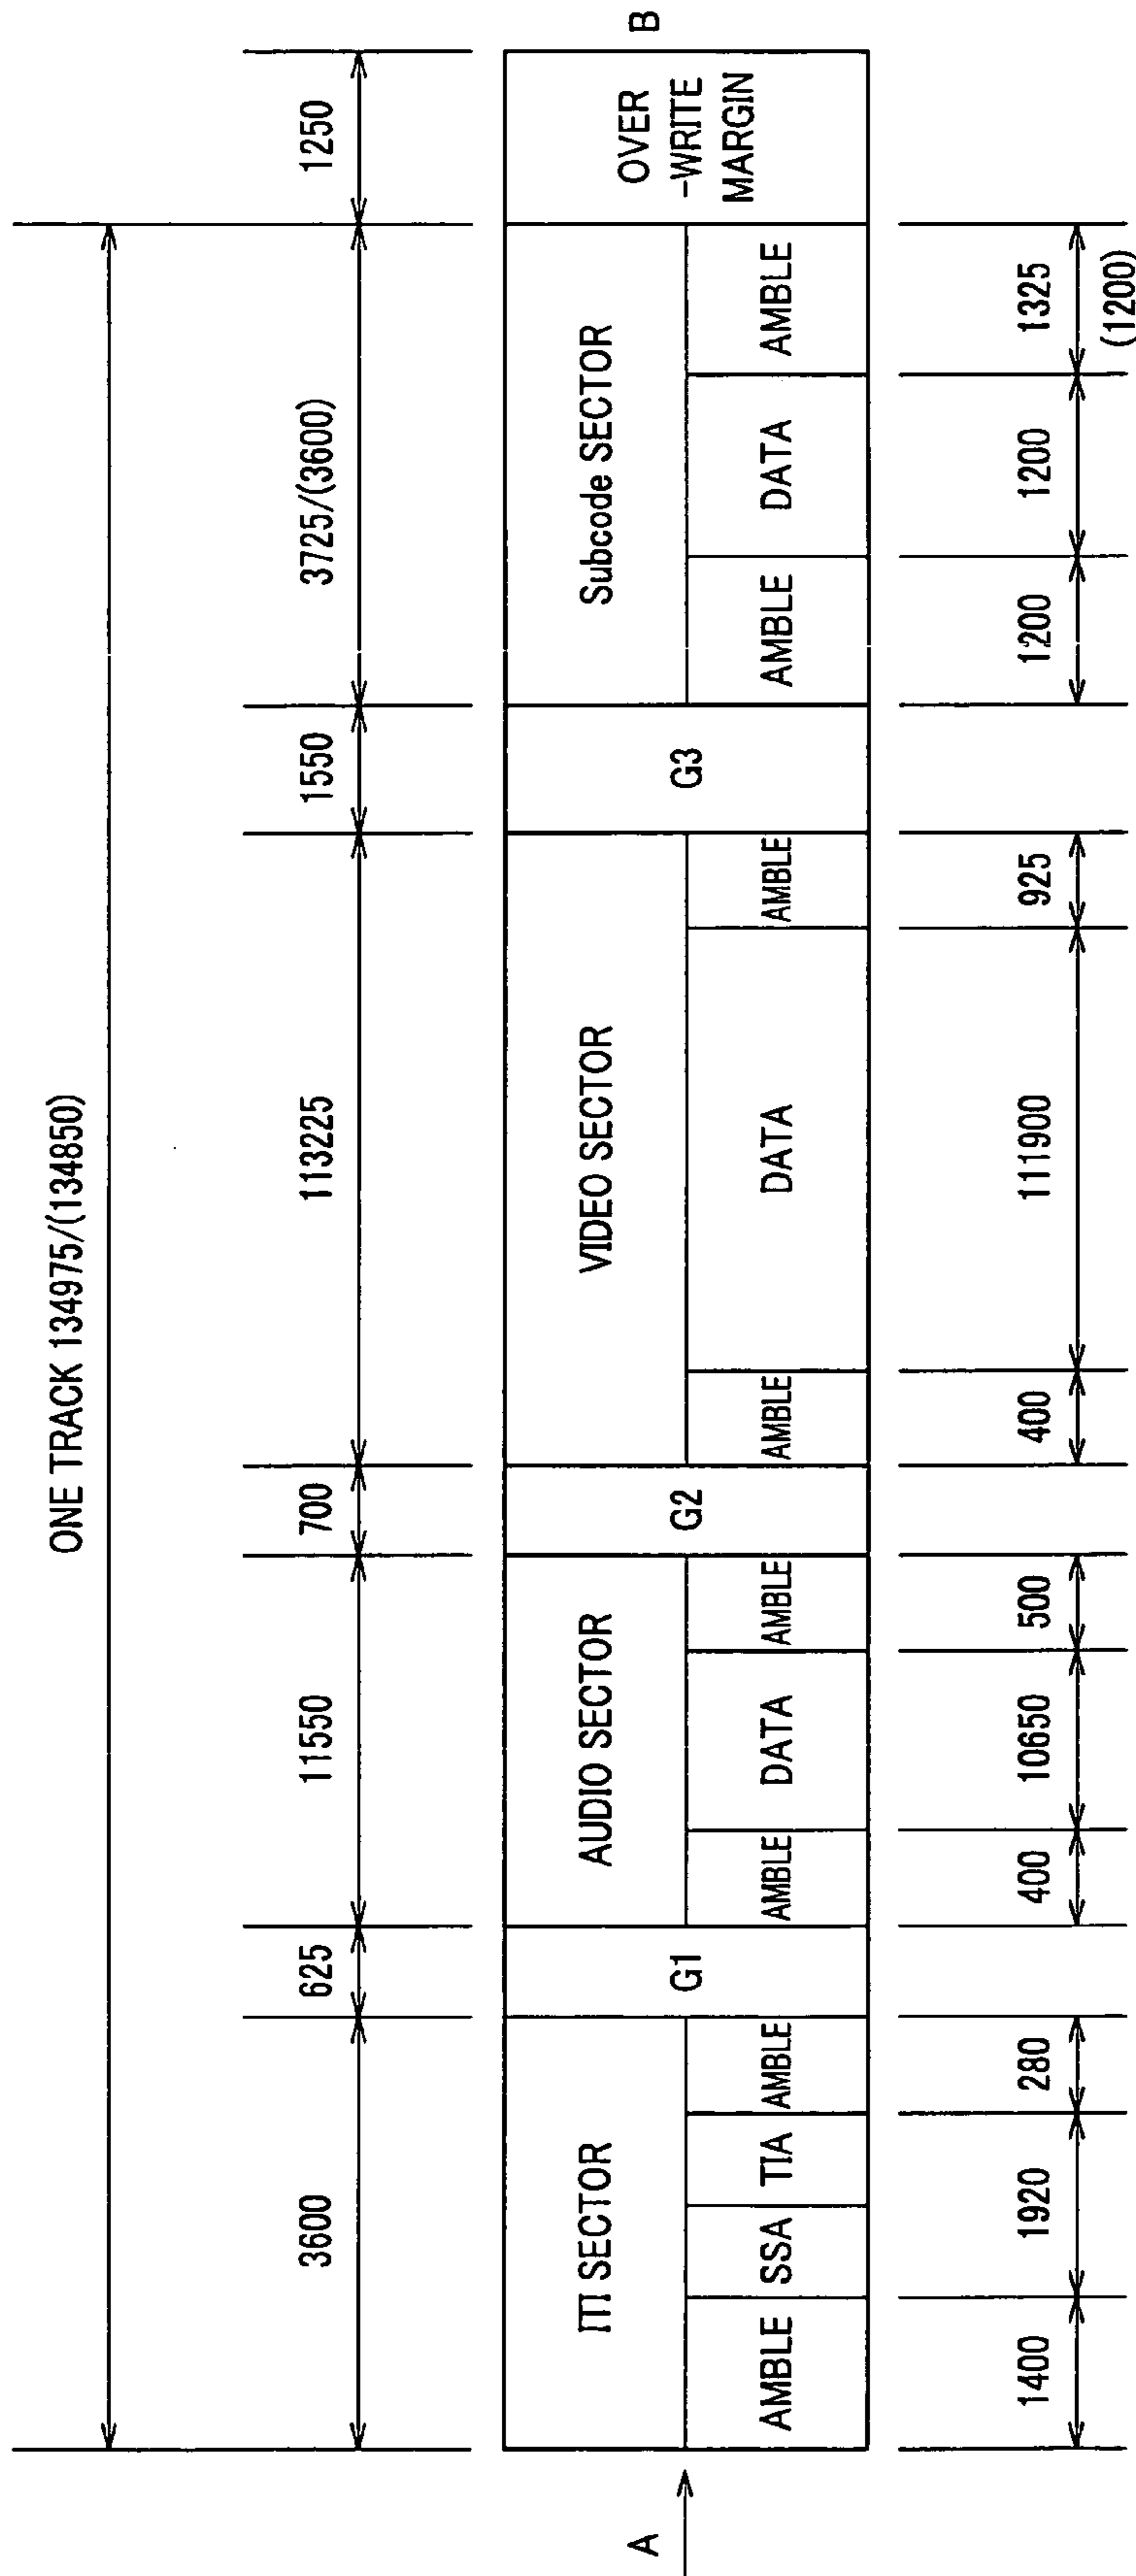 ONE TRACK 134975/(134850)
3600
625
11550
700
113225
1550
3725/(3600)
1250
A
ITI SECTOR
G1
AUDIO SECTOR
G2
VIDEO SECTOR
G3
Subcode SECTOR
OVER
-WRITE
MARGIN
B
AMBLE
SSA
TIA
AMBLE
AMBLE
DATA
AMBLE
AMBLE
DATA
AMBLE
AMBLE
DATA
AMBLE
1400
1920
280
400
10650
500
400
111900
925
1200
1200
1325
(1200)